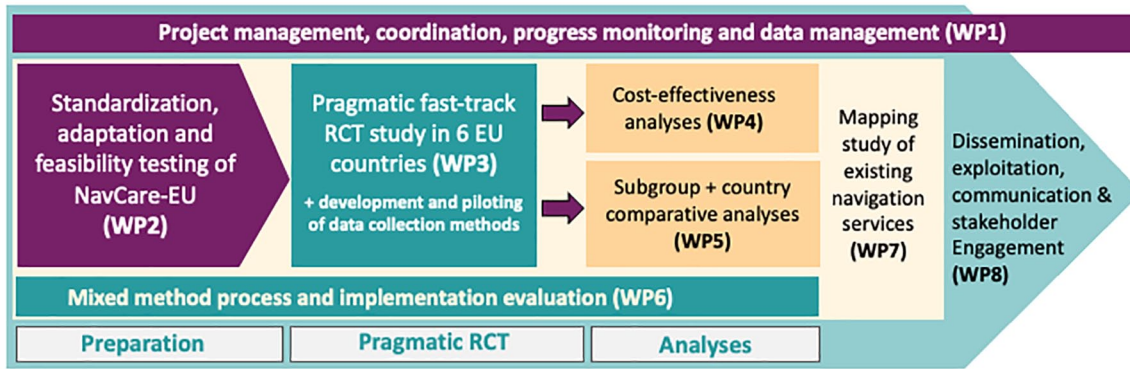 Project management, coordination, progress monitoring and data management (WP1)
Standardization,
adaptation and
feasibility testing of
NavCare-EU
(WP2)
Pragmatic fast-track
RCT study in 6 EU
countries (WP3)
+ development and piloting
of data collection methods
Cost-effectiveness
analyses (WP4)
Subgroup + country
comparative analyses
(WP5)
Mapping
study of
existing
navigation
services
(WP7)
Dissemination,
exploitation,
communication &
stakeholder
Engagement
(WP8)
Mixed method process and implementation evaluation (WP6)
Preparation
Pragmatic RCT
Analyses